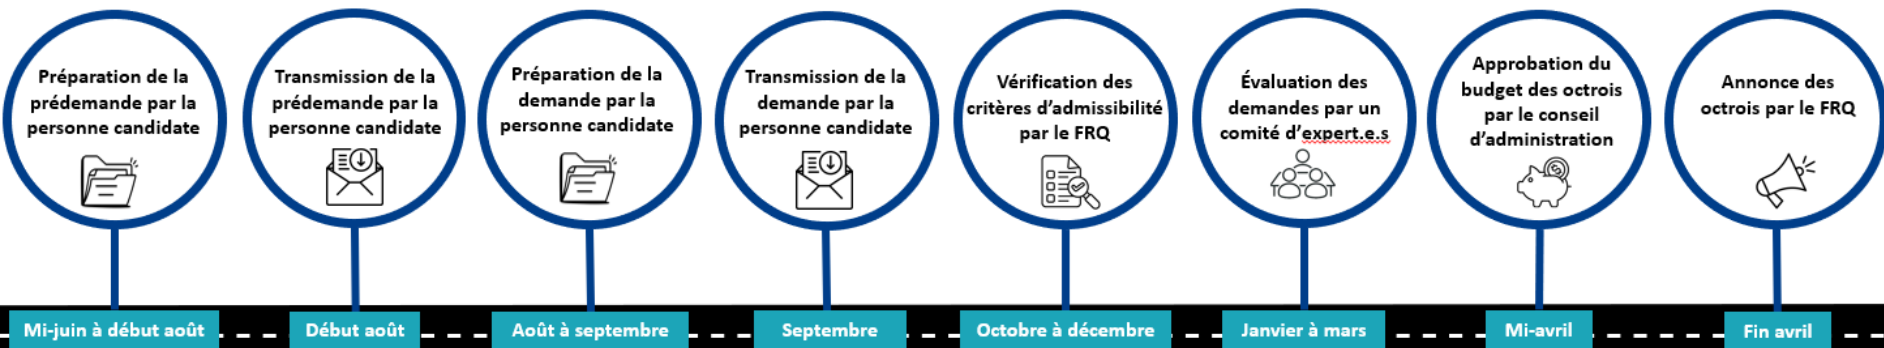 Préparation de la
prédemande par la
personne candidate
Transmission de la
prédemande par la
personne candidate
Préparation de la
demande par la
personne candidate
Transmission de la
demande par la
personne candidate
Vérification des
critères d'admissibilité
par le FRQ
Évaluation des
demandes par un
comité d'expert.e.s
Approbation du
budget des octrois
par le conseil
d'administration
Annonce des
octrois par le FRQ
Mi-juin à début août
Début août
Août à septembre
Septembre
Octobre à décembre
Janvier à mars
Mi-avril
Fin avril